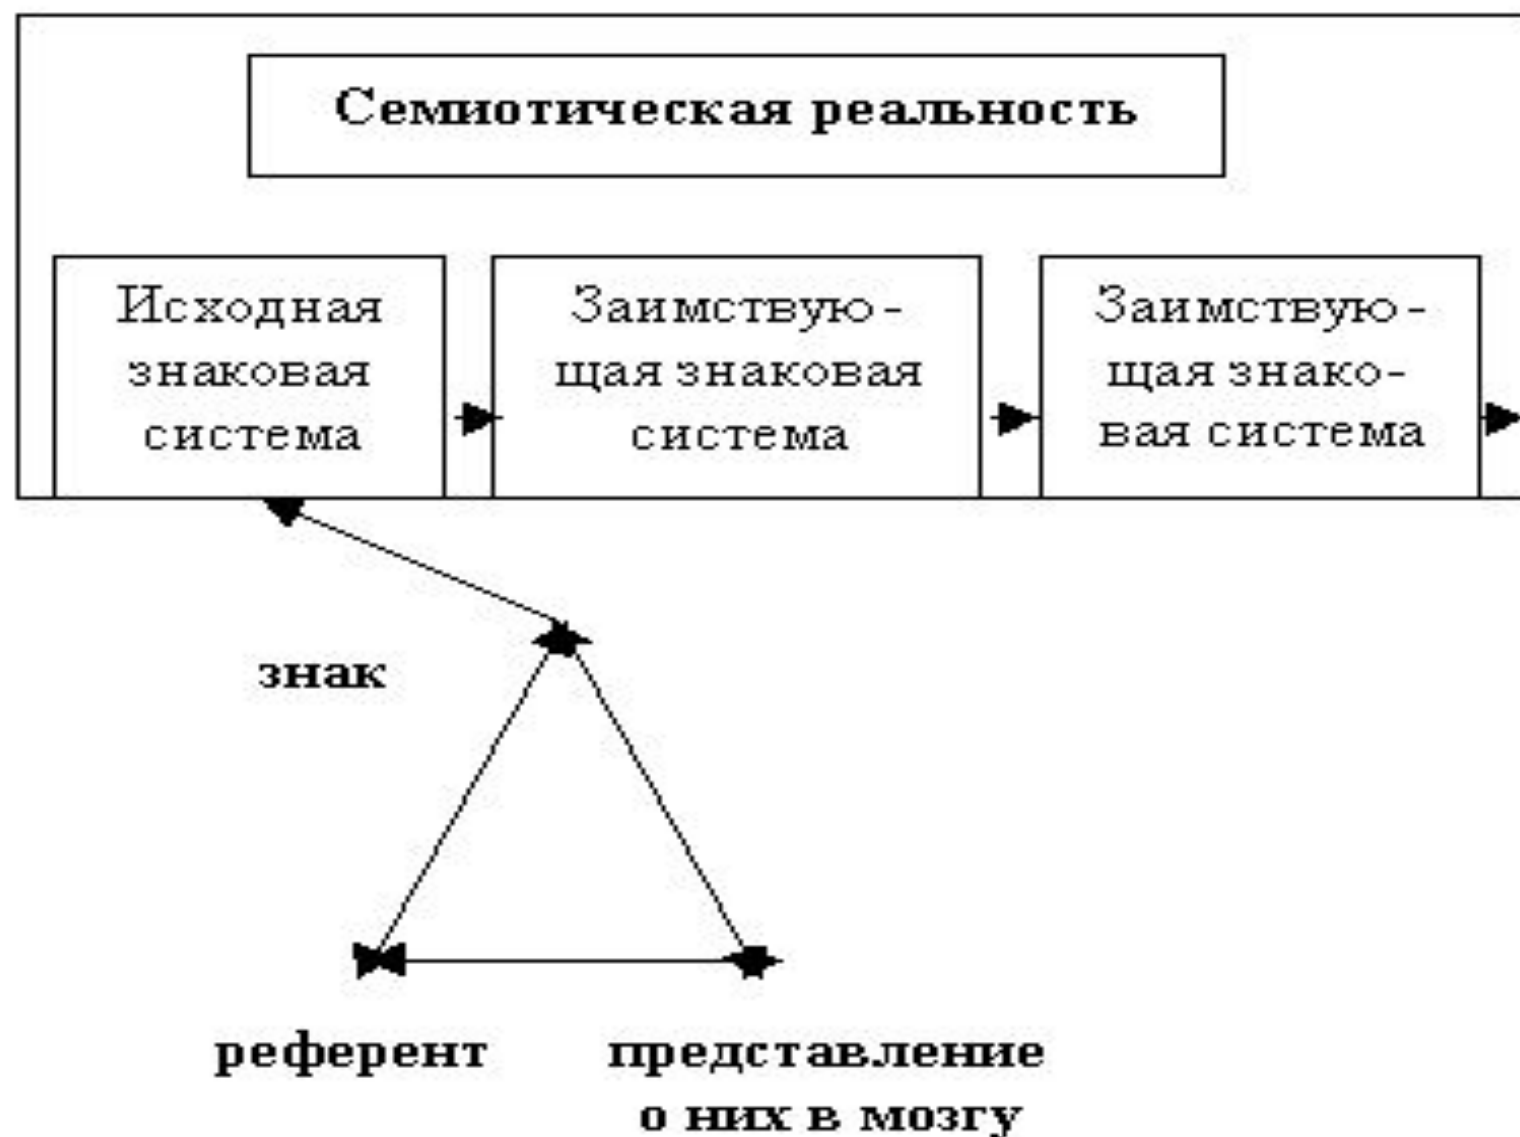 Семиотическая реальность
Исходная
знаковая
система
Заимствую-
щая знаковая
система
Заимствую-
щая знако-
вая система
знак
референт
представление
о них в мозгу